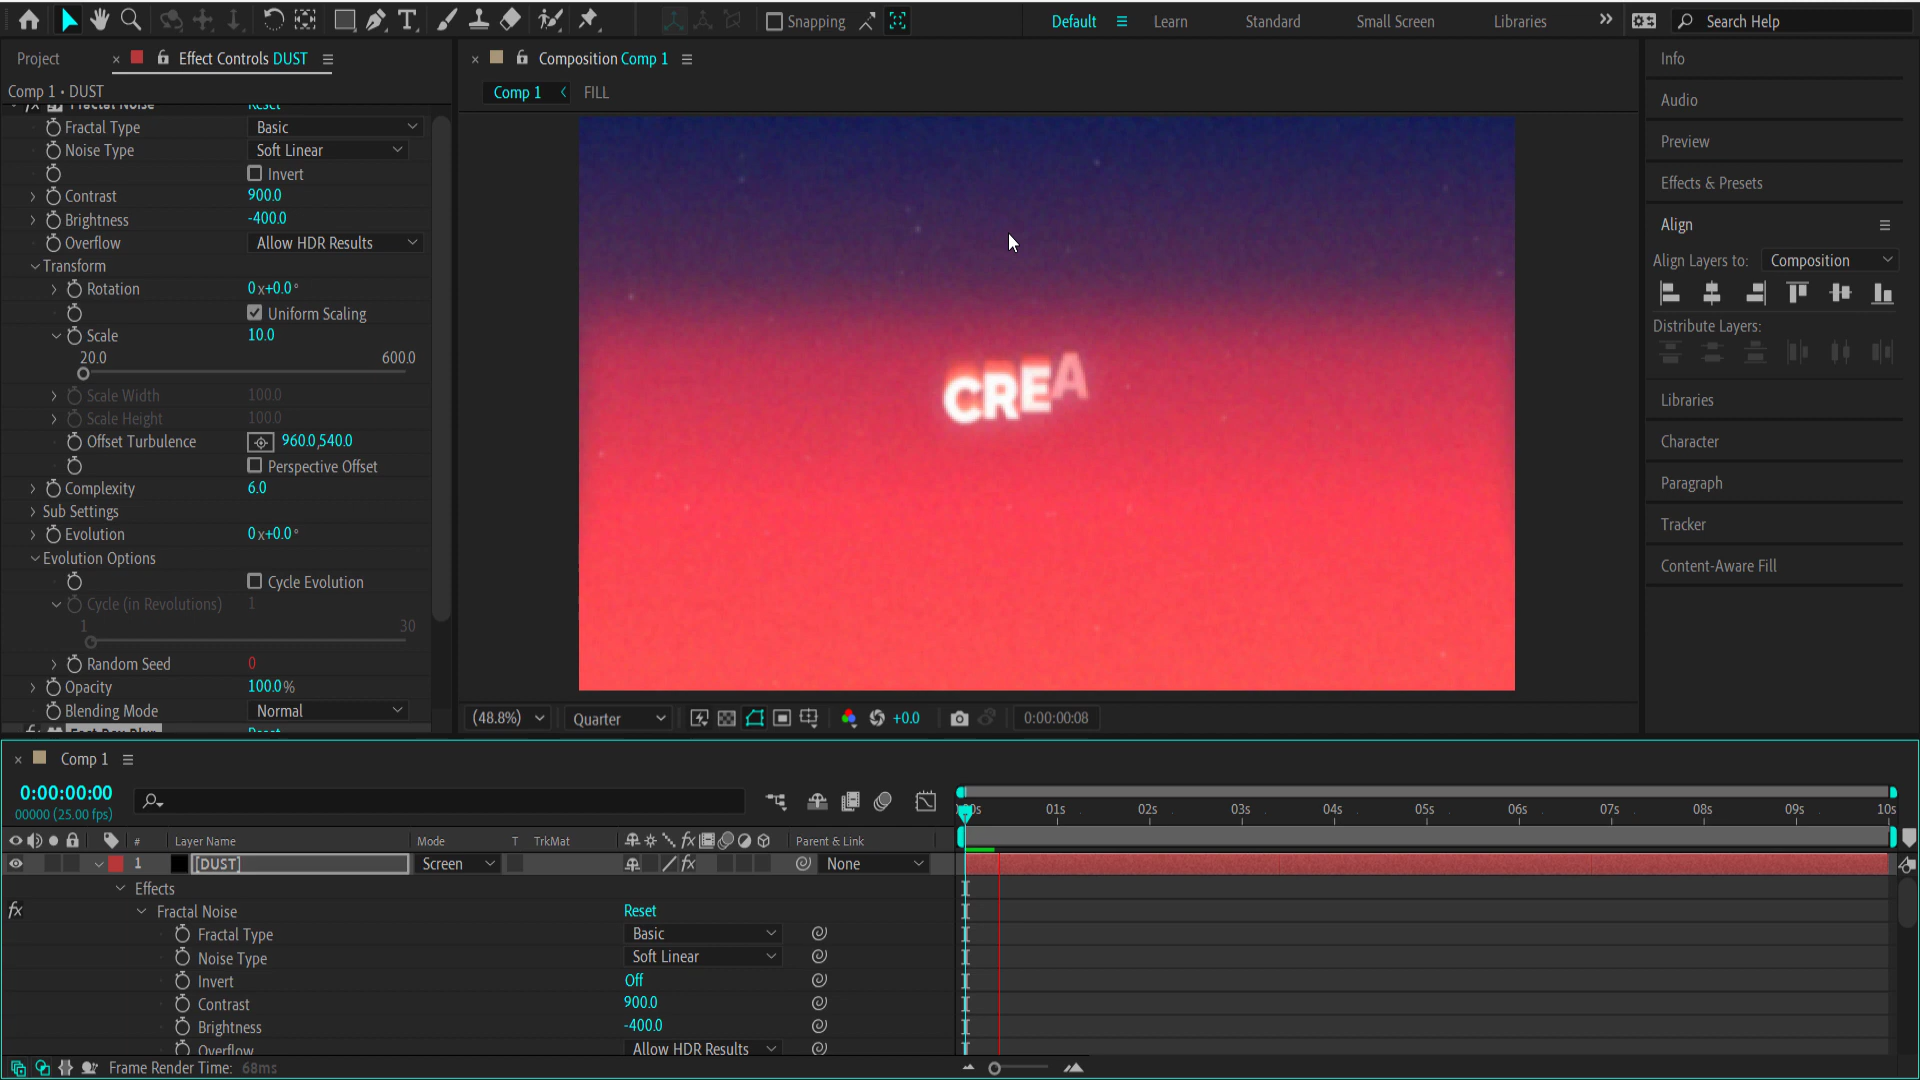 Snapping
Default
Learn
Standard
Small Screen
Libraries
Search Help
Project
Effect Controls DUST
Comp 1 • DUST
Fractal Noise
Reset
Fractal Type
Basic
Noise Type
Soft Linear
Invert
Contrast
900.0
Brightness
-400.0
Overflow
Allow HDR Results
Transform
Rotation
0x+0.0°
Uniform Scaling
Scale
10.0
20.0
600.0
Scale Width
100.0
Scale Height
100.0
Offset Turbulence
960.0,540.0
Perspective Offset
Complexity
6.0
Sub Settings
Evolution
0x+0.0°
Evolution Options
Cycle Evolution
Cycle (in Revolutions)
1
1
30
Random Seed
0
Opacity
100.0%
Blending Mode
Normal
Fast Box Blur
Reset
Composition Comp 1
Comp 1
FILL
CREA
(48.8%)
Quarter
+0.0
0:00:00:08
Info
Audio
Preview
Effects & Presets
Align
Align Layers to:
Composition
Distribute Layers:
Libraries
Character
Paragraph
Tracker
Content-Aware Fill
Comp 1
0:00:00:00
00000 (25.00 fps)
# Layer Name
Mode
T TrkMat
Parent & Link
01s
02s
03s
04s
05s
06s
07s
08s
09s
10s
1
[DUST]
Screen
None
Effects
Fractal Noise
Reset
Fractal Type
Basic
Noise Type
Soft Linear
Invert
Off
Contrast
900.0
Brightness
-400.0
Overflow
Allow HDR Results
Frame Render Time: 68ms